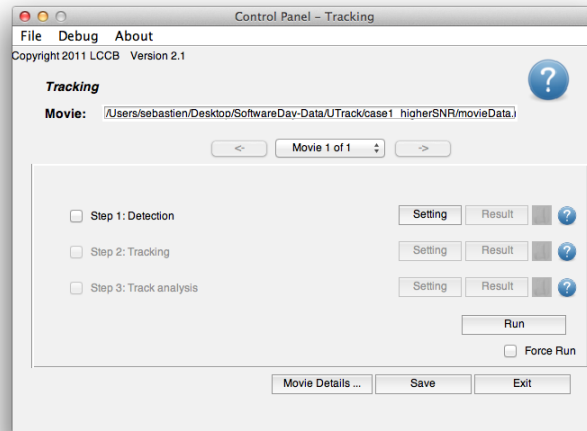 Control Panel – Tracking
File Debug About
Copyright 2011 LCCB Version 2.1
?
Tracking
Movie: /Users/sebastien/Desktop/SoftwareDay-Data/UTrack/case1_higherSNR/movieData.
<- Movie 1 of 1 ->
Step 1: Detection Setting Result ?
Step 2: Tracking Setting Result ?
Step 3: Track analysis Setting Result ?
Run
Force Run
Movie Details ... Save Exit